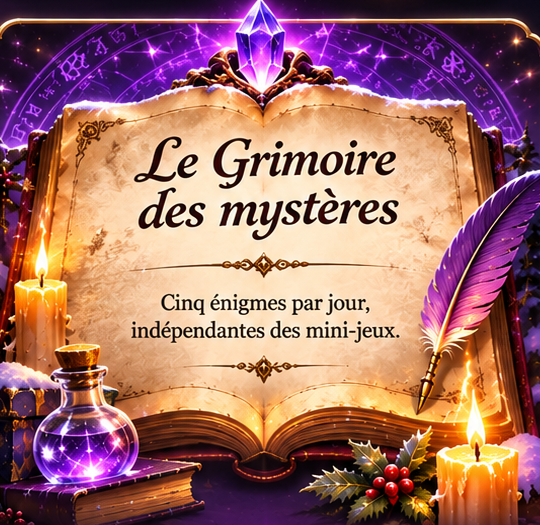 Le Grimoire
des mystères
Cinq énigmes par jour,
indépendantes des mini-jeux.